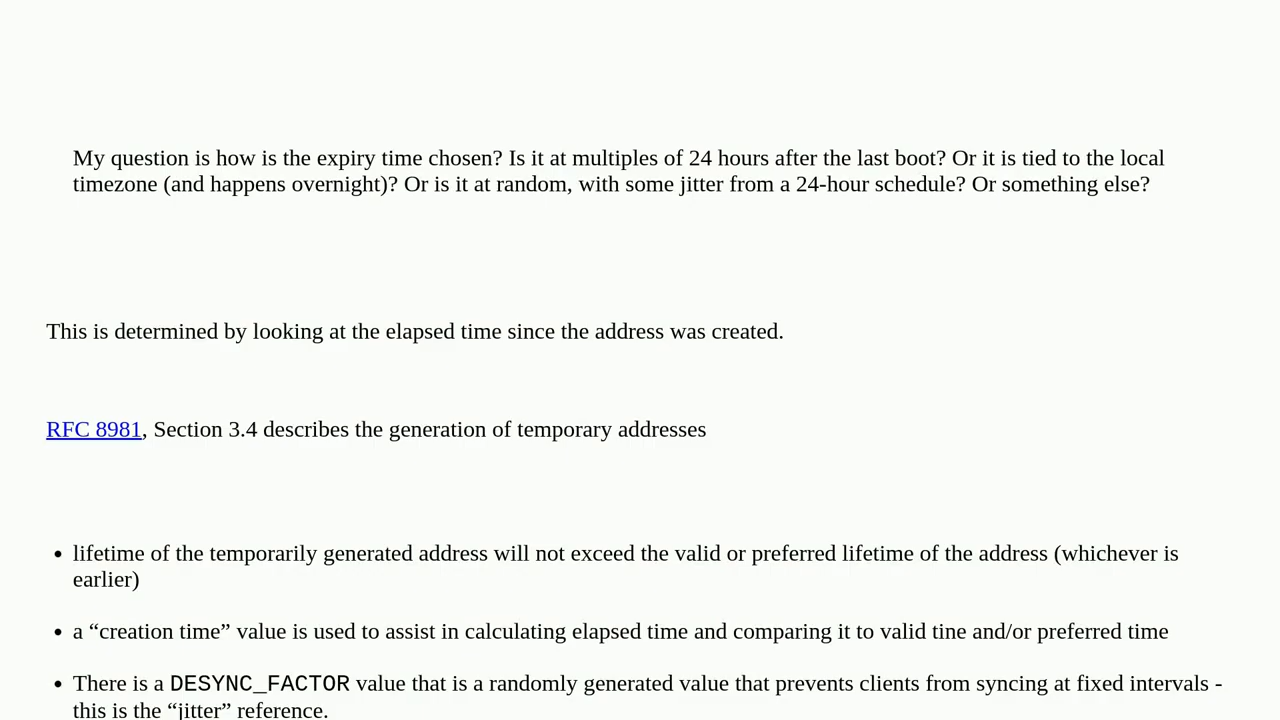 My question is how is the expiry time chosen? Is it at multiples of 24 hours after the last boot? Or it is tied to the local
timezone (and happens overnight)? Or is it at random, with some jitter from a 24-hour schedule? Or something else?
This is determined by looking at the elapsed time since the address was created.
RFC 8981, Section 3.4 describes the generation of temporary addresses
• lifetime of the temporarily generated address will not exceed the valid or preferred lifetime of the address (whichever is
earlier)
• a “creation time” value is used to assist in calculating elapsed time and comparing it to valid tine and/or preferred time
• There is a DESYNC_FACTOR value that is a randomly generated value that prevents clients from syncing at fixed intervals -
this is the “jitter” reference.